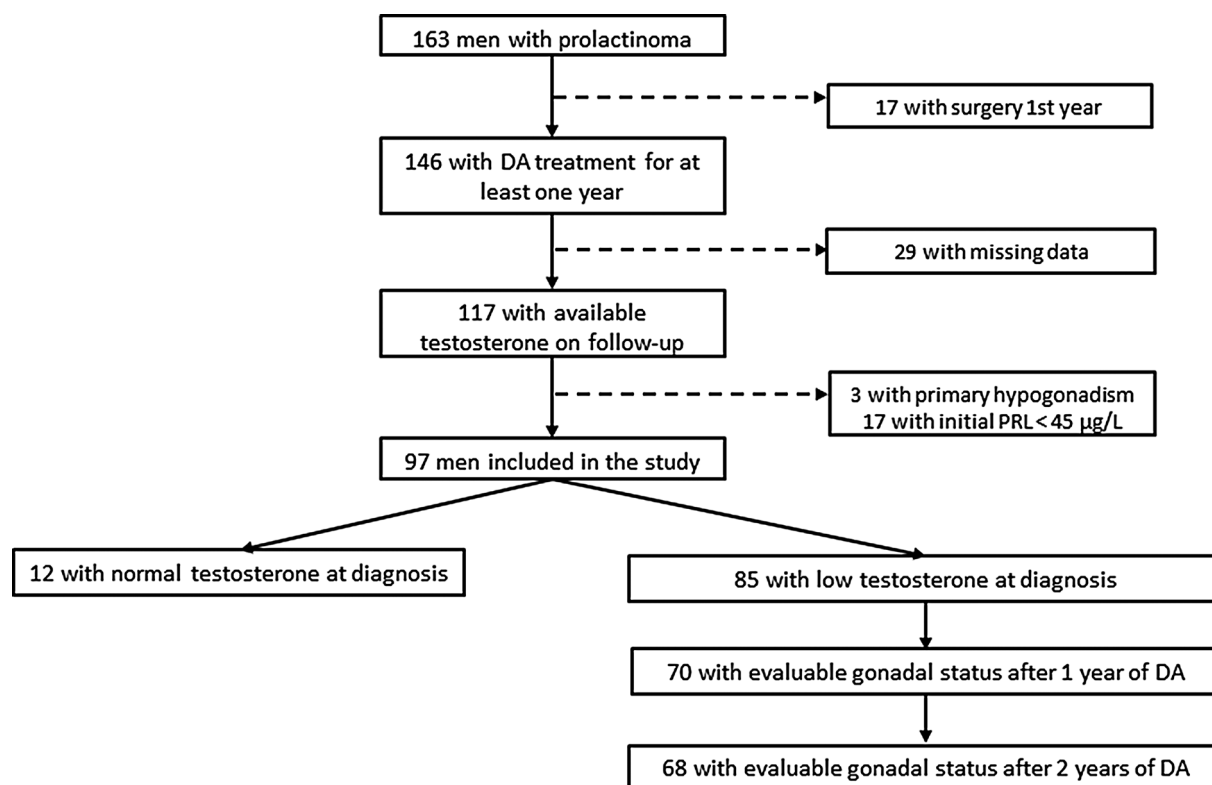 163 men with prolactinoma
17 with surgery 1st year
146 with DA treatment for at
least one year
29 with missing data
117 with available
testosterone on follow-up
3 with primary hypogonadism
17 with initial PRL < 45 µg/L
97 men included in the study
12 with normal testosterone at diagnosis
85 with low testosterone at diagnosis
70 with evaluable gonadal status after 1 year of DA
68 with evaluable gonadal status after 2 years of DA